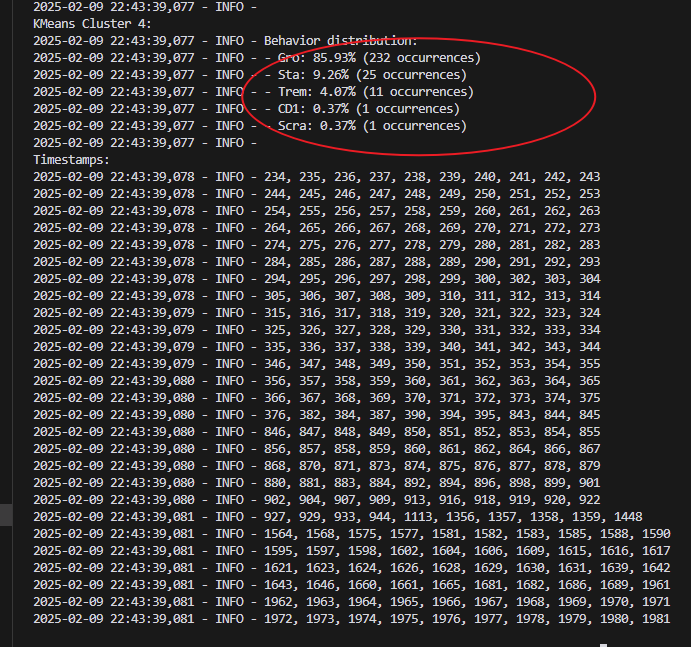 2025-02-09 22:43:39,077 - INFO -
KMeans Cluster 4:
2025-02-09 22:43:39,077 - INFO - Behavior distribution:
2025-02-09 22:43:39,077 - INFO - - Gro: 85.93% (232 occurrences)
2025-02-09 22:43:39,077 - INFO - - Sta: 9.26% (25 occurrences)
2025-02-09 22:43:39,077 - INFO - - Trem: 4.07% (11 occurrences)
2025-02-09 22:43:39,077 - INFO - - CD1: 0.37% (1 occurrences)
2025-02-09 22:43:39,077 - INFO - - Scra: 0.37% (1 occurrences)
2025-02-09 22:43:39,077 - INFO -
Timestamps:
2025-02-09 22:43:39,078 - INFO - 234, 235, 236, 237, 238, 239, 240, 241, 242, 243
2025-02-09 22:43:39,078 - INFO - 244, 245, 246, 247, 248, 249, 250, 251, 252, 253
2025-02-09 22:43:39,078 - INFO - 254, 255, 256, 257, 258, 259, 260, 261, 262, 263
2025-02-09 22:43:39,078 - INFO - 264, 265, 266, 267, 268, 269, 270, 271, 272, 273
2025-02-09 22:43:39,078 - INFO - 274, 275, 276, 277, 278, 279, 280, 281, 282, 283
2025-02-09 22:43:39,078 - INFO - 284, 285, 286, 287, 288, 289, 290, 291, 292, 293
2025-02-09 22:43:39,078 - INFO - 294, 295, 296, 297, 298, 299, 300, 302, 303, 304
2025-02-09 22:43:39,078 - INFO - 305, 306, 307, 308, 309, 310, 311, 312, 313, 314
2025-02-09 22:43:39,079 - INFO - 315, 316, 317, 318, 319, 320, 321, 322, 323, 324
2025-02-09 22:43:39,079 - INFO - 325, 326, 327, 328, 329, 330, 331, 332, 333, 334
2025-02-09 22:43:39,079 - INFO - 335, 336, 337, 338, 339, 340, 341, 342, 343, 344
2025-02-09 22:43:39,079 - INFO - 346, 347, 348, 349, 350, 351, 352, 353, 354, 355
2025-02-09 22:43:39,080 - INFO - 356, 357, 358, 359, 360, 361, 362, 363, 364, 365
2025-02-09 22:43:39,080 - INFO - 366, 367, 368, 369, 370, 371, 372, 373, 374, 375
2025-02-09 22:43:39,080 - INFO - 376, 382, 384, 387, 390, 394, 395, 843, 844, 845
2025-02-09 22:43:39,080 - INFO - 846, 847, 848, 849, 850, 851, 852, 853, 854, 855
2025-02-09 22:43:39,080 - INFO - 856, 857, 858, 859, 860, 861, 862, 864, 866, 867
2025-02-09 22:43:39,080 - INFO - 868, 870, 871, 873, 874, 875, 876, 877, 878, 879
2025-02-09 22:43:39,080 - INFO - 880, 881, 883, 884, 892, 894, 896, 898, 899, 901
2025-02-09 22:43:39,080 - INFO - 902, 904, 907, 909, 913, 916, 918, 919, 920, 922
2025-02-09 22:43:39,081 - INFO - 927, 929, 933, 944, 1113, 1356, 1357, 1358, 1359, 1448
2025-02-09 22:43:39,081 - INFO - 1564, 1568, 1575, 1577, 1581, 1582, 1583, 1585, 1588, 1590
2025-02-09 22:43:39,081 - INFO - 1595, 1597, 1598, 1602, 1604, 1606, 1609, 1615, 1616, 1617
2025-02-09 22:43:39,081 - INFO - 1621, 1623, 1624, 1626, 1628, 1629, 1630, 1631, 1639, 1642
2025-02-09 22:43:39,081 - INFO - 1643, 1646, 1660, 1661, 1665, 1681, 1682, 1686, 1689, 1961
2025-02-09 22:43:39,081 - INFO - 1962, 1963, 1964, 1965, 1966, 1967, 1968, 1969, 1970, 1971
2025-02-09 22:43:39,081 - INFO - 1972, 1973, 1974, 1975, 1976, 1977, 1978, 1979, 1980, 1981